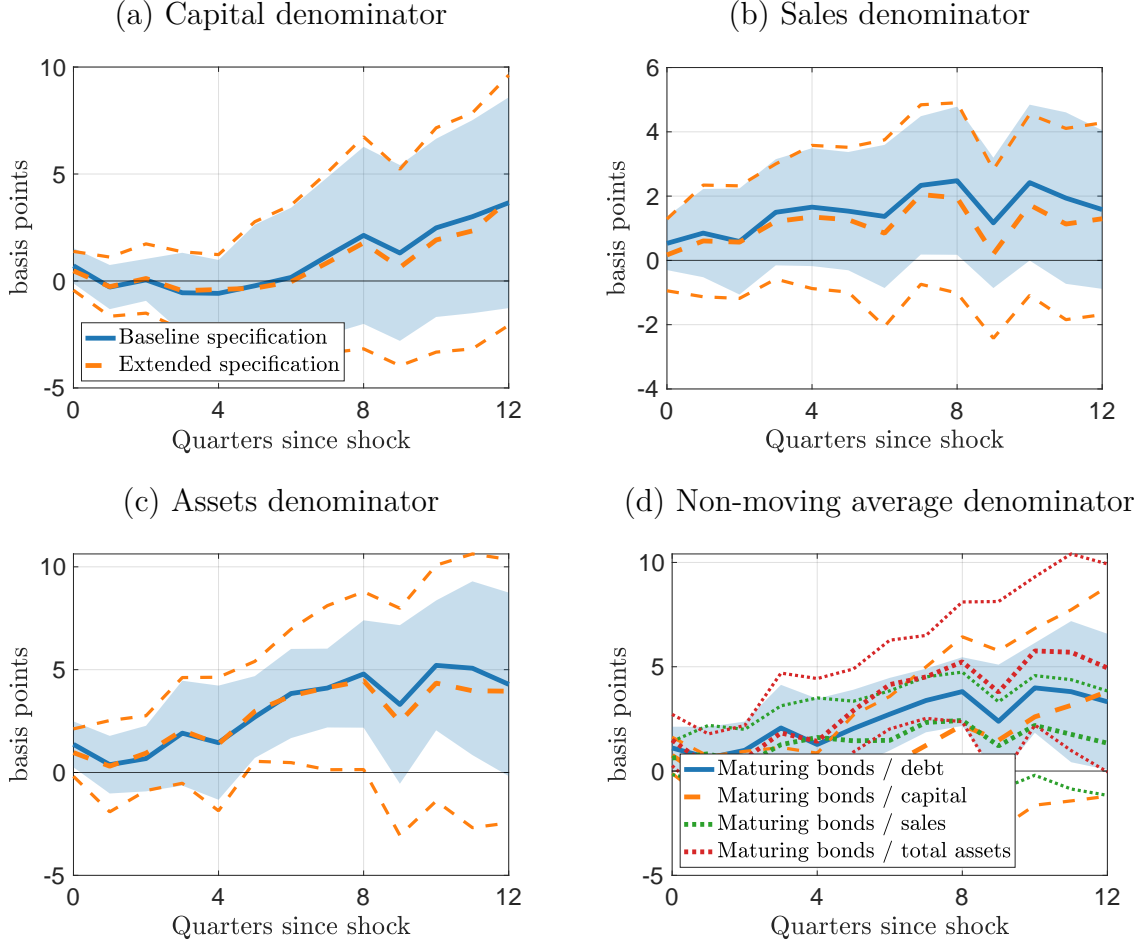 (a) Capital denominator
10
5
0
-5
basis points
Baseline specification
Extended specification
0 4 8 12
Quarters since shock
(b) Sales denominator
6
4
2
0
-2
-4
basis points
0 4 8 12
Quarters since shock
(c) Assets denominator
10
5
0
-5
basis points
0 4 8 12
Quarters since shock
(d) Non-moving average denominator
10
5
0
-5
basis points
Maturing bonds / debt
Maturing bonds / capital
Maturing bonds / sales
Maturing bonds / total assets
0 4 8 12
Quarters since shock